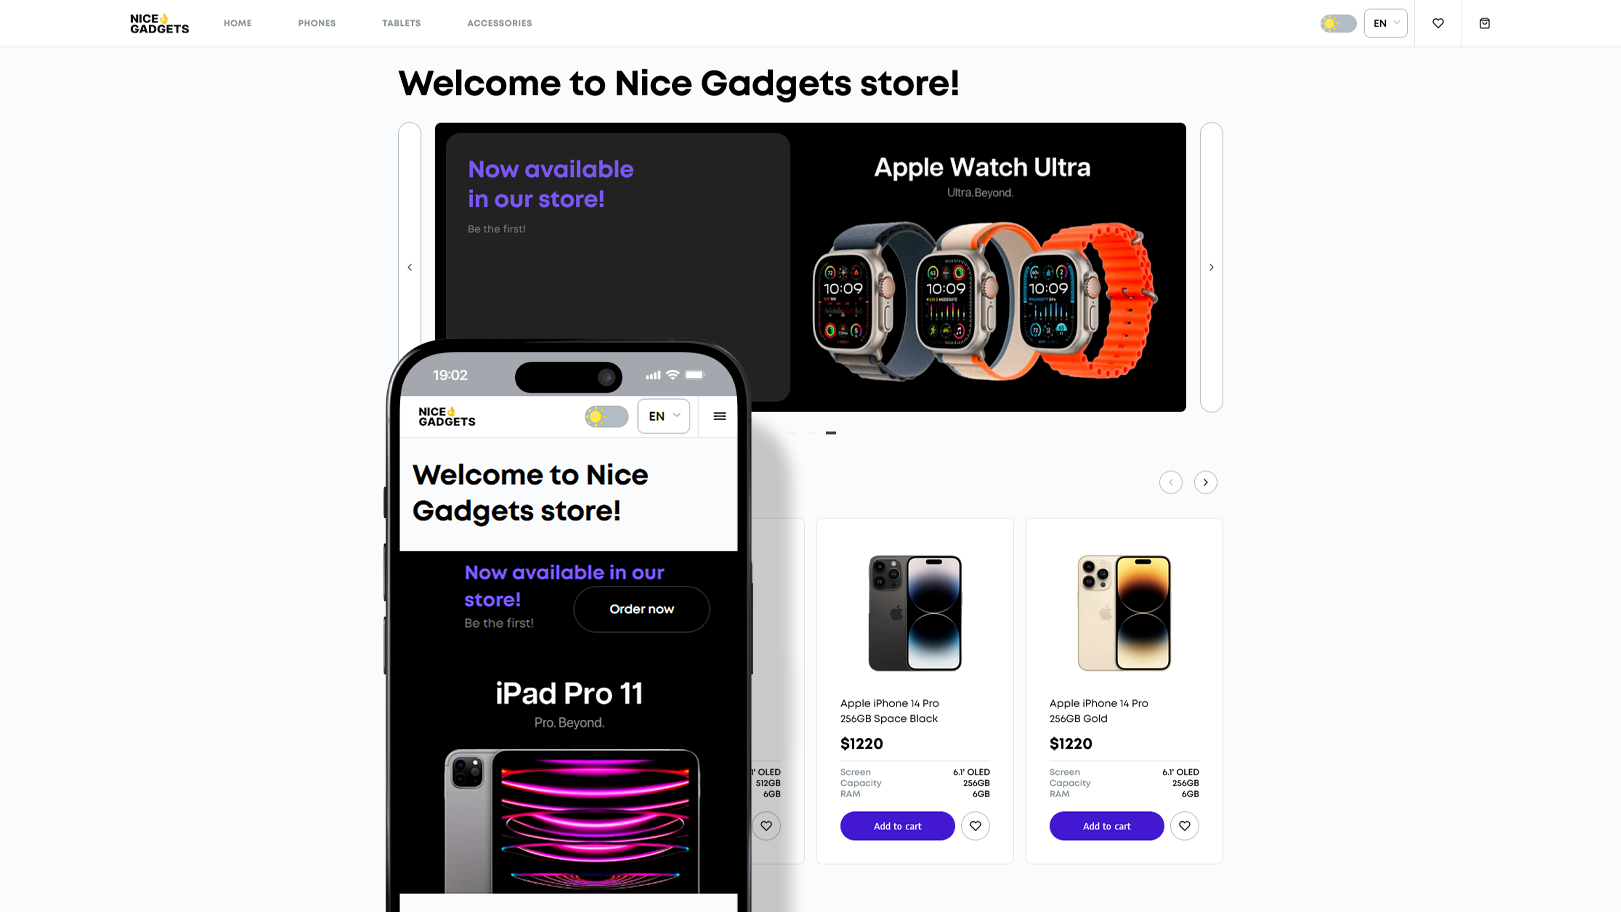 NICE👌
GADGETS
HOME
PHONES
TABLETS
ACCESSORIES
EN
Welcome to Nice Gadgets store!
Now available
in our store!
Be the first!
Apple Watch Ultra
Ultra. Beyond.
10:09
10:09
10:09
19:02
NICE👌
GADGETS
EN
Welcome to Nice
Gadgets store!
Now available in our
store!
Be the first!
Order now
iPad Pro 11
Pro. Beyond.
OLED
512GB
6GB
Apple iPhone 14 Pro
256GB Space Black
$1220
Screen 6.1' OLED
Capacity 256GB
RAM 6GB
Add to cart
Apple iPhone 14 Pro
256GB Gold
$1220
Screen 6.1' OLED
Capacity 256GB
RAM 6GB
Add to cart